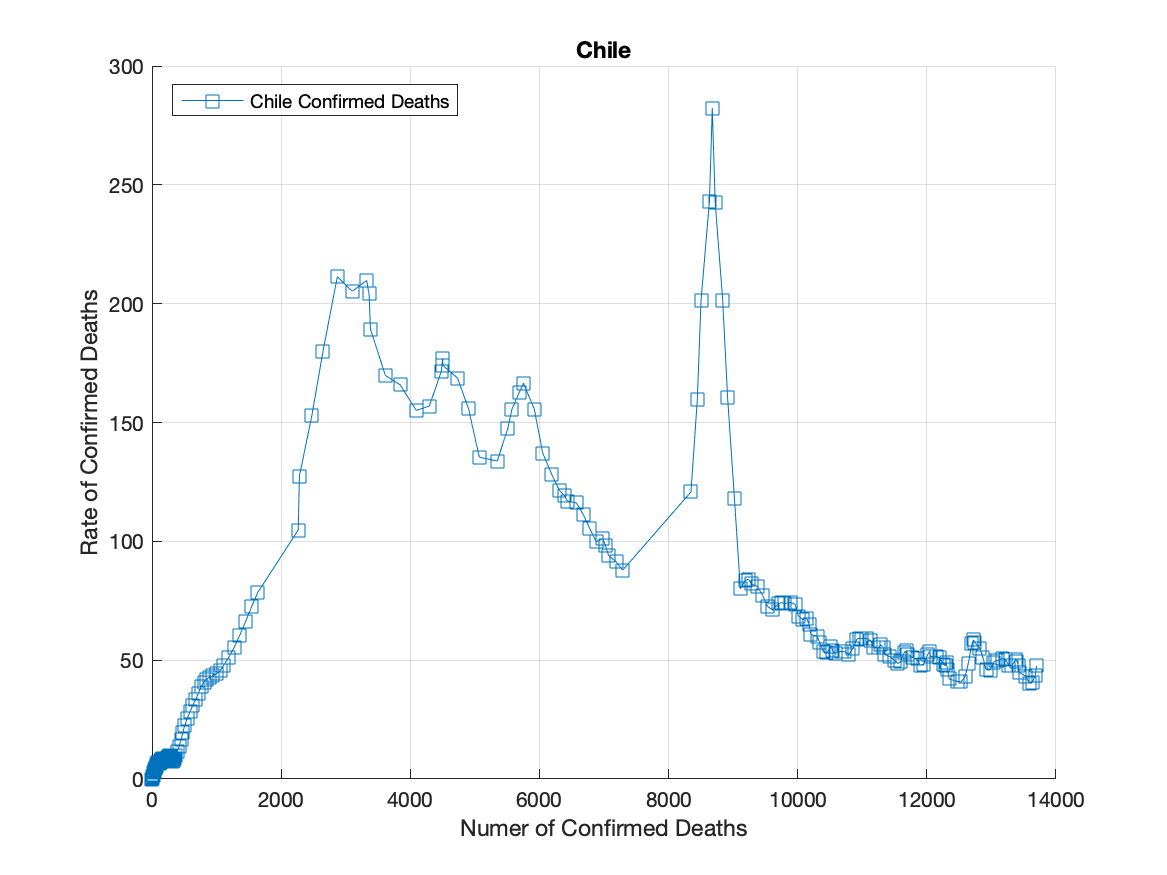 Chile
Chile Confirmed Deaths
300
250
200
150
100
50
0
Rate of Confirmed Deaths
0 2000 4000 6000 8000 10000 12000 14000
Numer of Confirmed Deaths